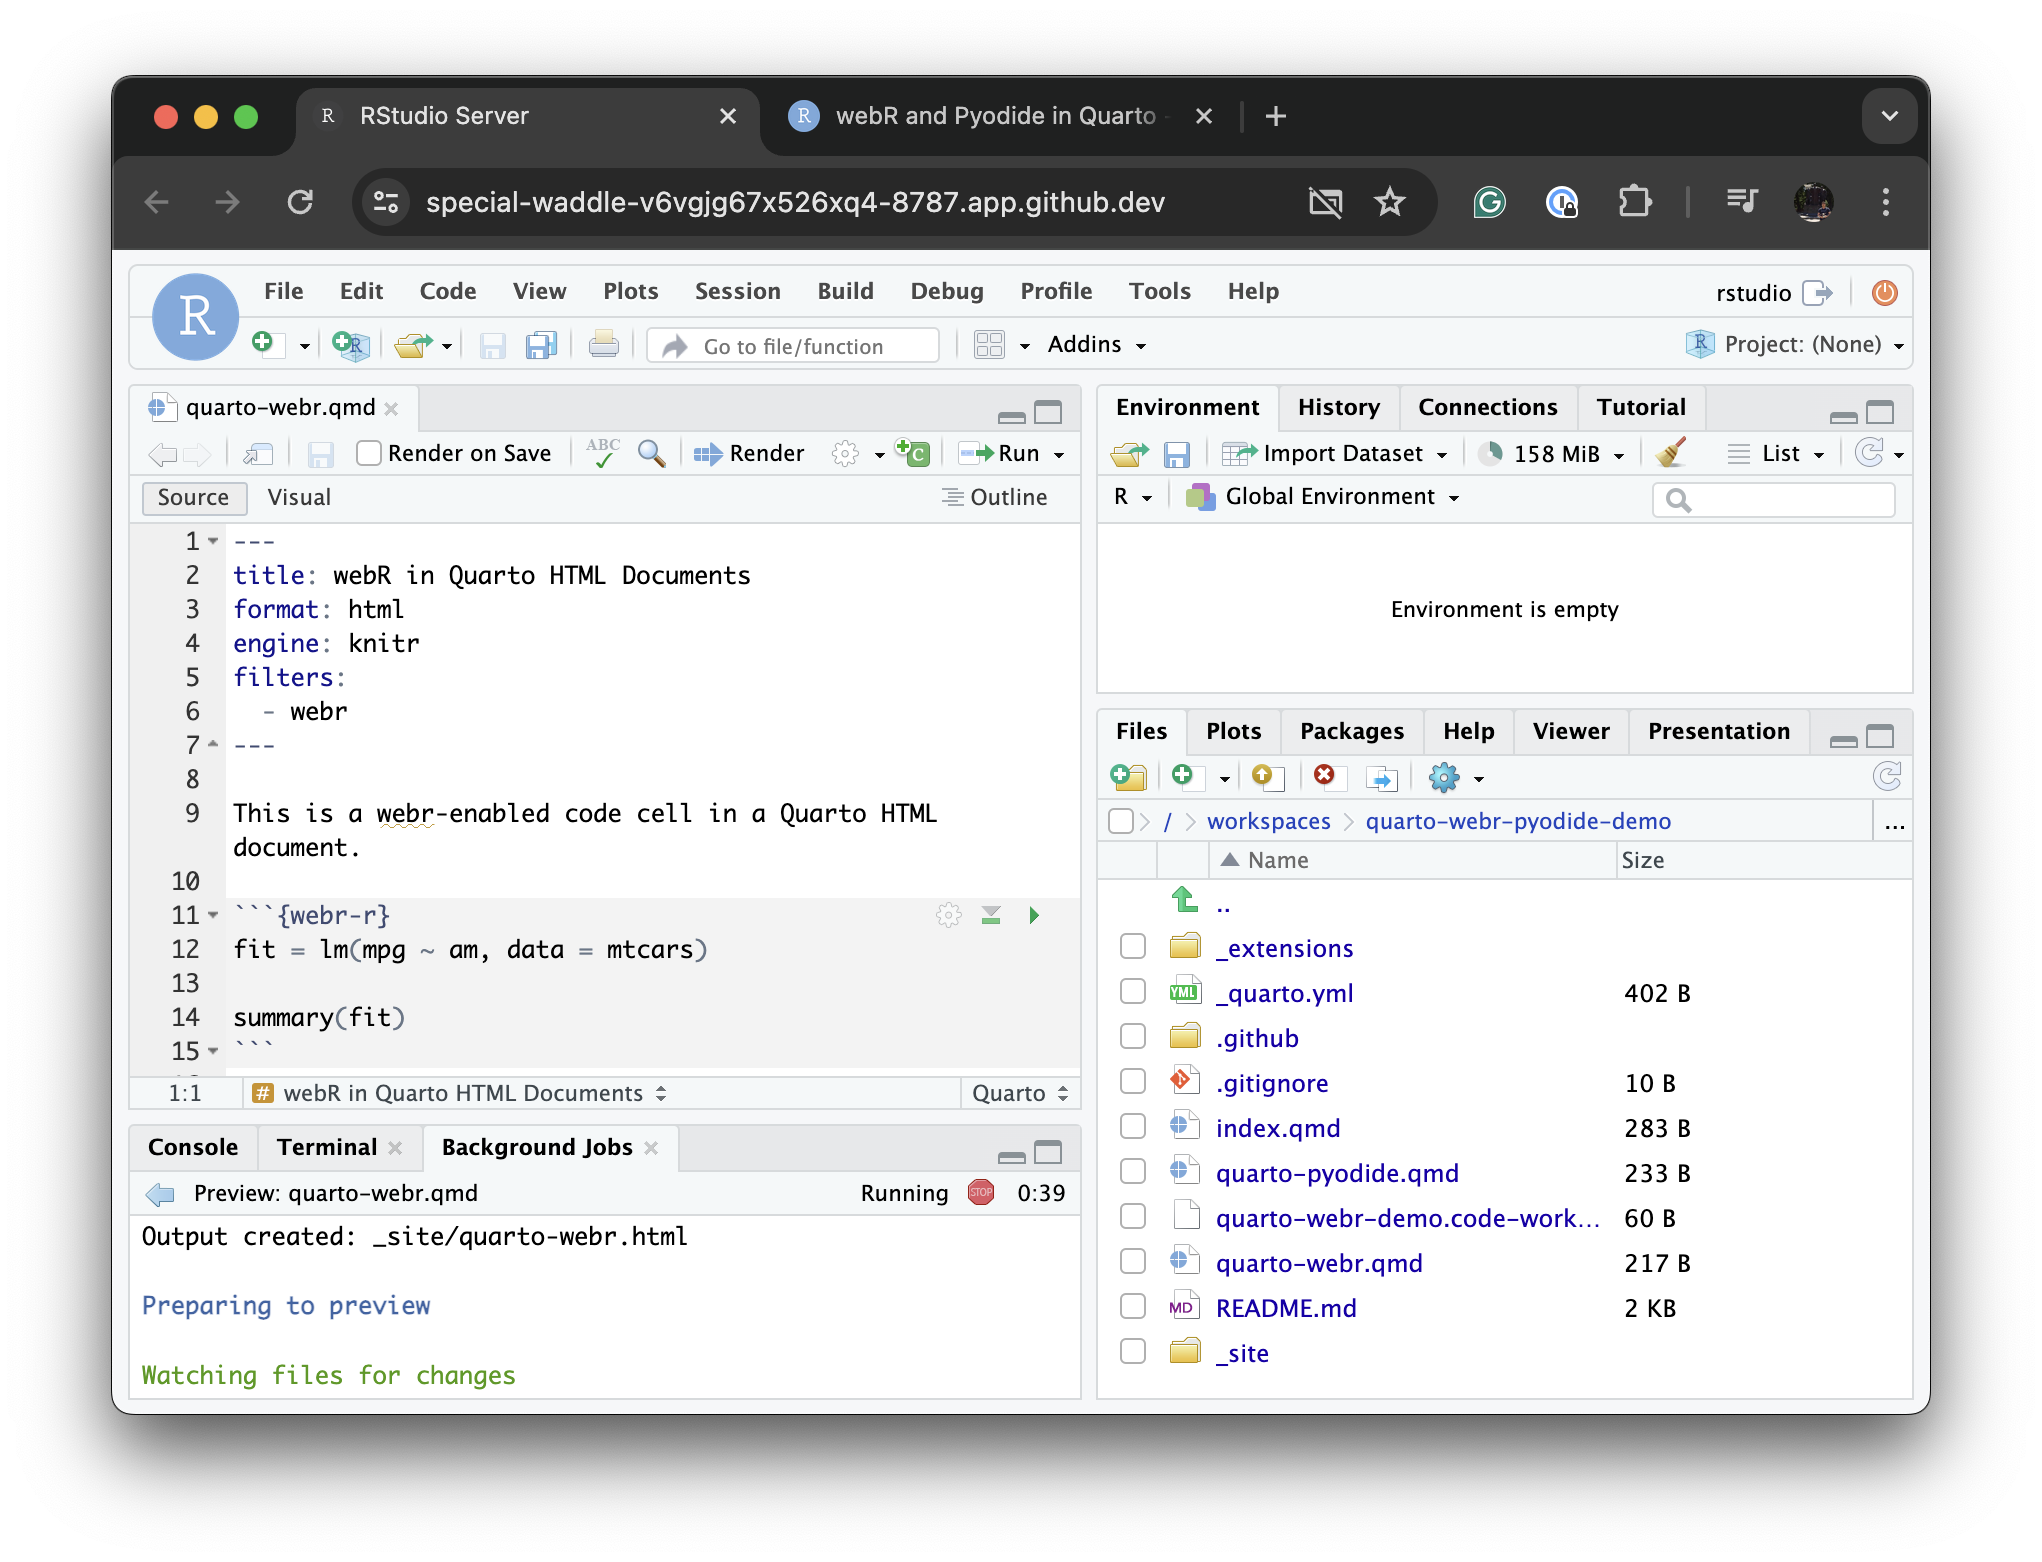 R RStudio Server
R webR and Pyodide in Quarto -
special-waddle-v6vgjg67x526xq4-8787.app.github.dev
R
File Edit Code View Plots Session Build Debug Profile Tools Help
rstudio
Go to file/function
Addins
Project: (None)
quarto-webr.qmd
Render on Save
ABC
Render
Run
Source Visual
Outline
1 ---
2 title: webR in Quarto HTML Documents
3 format: html
4 engine: knitr
5 filters:
6   - webr
7 ---
8
9 This is a webr-enabled code cell in a Quarto HTML
document.
10
11 ```{webr-r}
12 fit = lm(mpg ~ am, data = mtcars)
13
14 summary(fit)
15 ```
1:1 # webR in Quarto HTML Documents Quarto
Console Terminal Background Jobs
Preview: quarto-webr.qmd Running STOP 0:39
Output created: _site/quarto-webr.html
Preparing to preview
Watching files for changes
Environment History Connections Tutorial
Import Dataset 158 MiB List
R Global Environment
Environment is empty
Files Plots Packages Help Viewer Presentation
/ workspaces quarto-webr-pyodide-demo ...
Name Size
..
_extensions
YML _quarto.yml 402 B
.github
.gitignore 10 B
index.qmd 283 B
quarto-pyodide.qmd 233 B
quarto-webr-demo.code-work... 60 B
quarto-webr.qmd 217 B
MD README.md 2 KB
_site